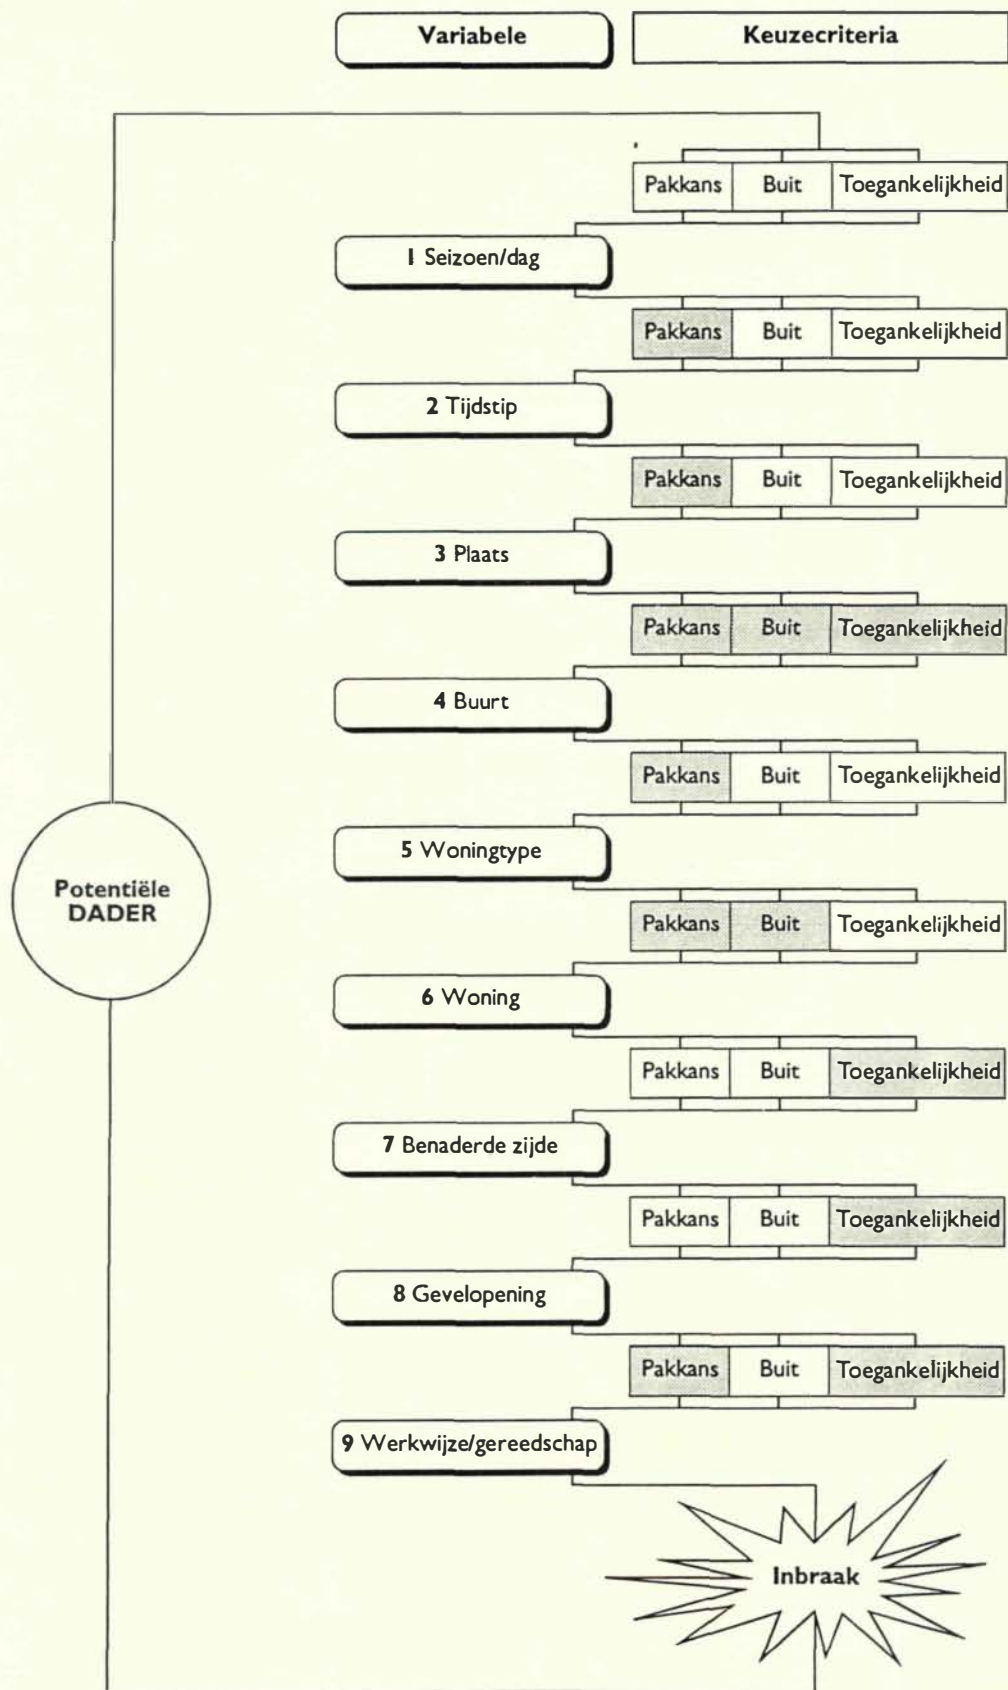 Variabele Keuzecriteria
Pakkans Buit Toegankelijkheid
1 Seizoen/dag
Pakkans Buit Toegankelijkheid
2 Tijdstip
Pakkans Buit Toegankelijkheid
3 Plaats
Pakkans Buit Toegankelijkheid
4 Buurt
Pakkans Buit Toegankelijkheid
5 Woningtype
Potentiële
DADER
Pakkans Buit Toegankelijkheid
6 Woning
Pakkans Buit Toegankelijkheid
7 Benaderde zijde
Pakkans Buit Toegankelijkheid
8 Gevelopening
Pakkans Buit Toegankelijkheid
9 Werkwijze/gereedschap
Inbraak